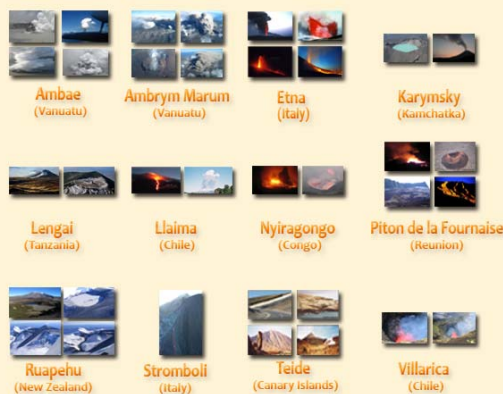 Ambae
(Vanuatu)
Ambrym Marum
(Vanuatu)
Etna
(Italy)
Karymsky
(Kamchatka)
Lengai
(Tanzania)
Llaima
(Chile)
Nyiragongo
(Congo)
Piton de la Fournaise
(Reunion)
Ruapehu
(New Zealand)
Stromboli
(Italy)
Teide
(Canary Islands)
Villarica
(Chile)